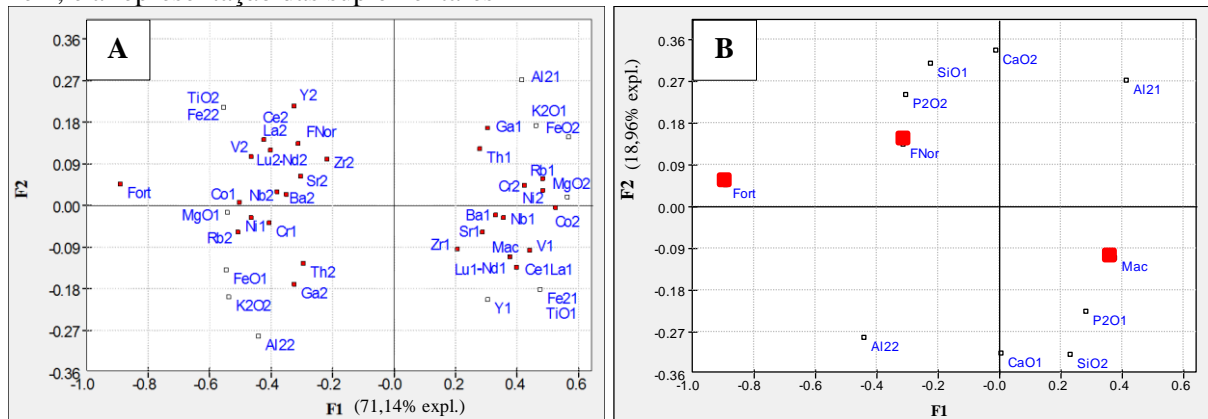 A
0.36
0.27
0.18
0.09
0.00
-0.09
-0.18
-0.27
-0.36
F2
-1.0
-0.8
-0.6
-0.4
-0.2
-0.0
0.2
0.4
0.6
F1 (71,14% expl.)
Al21
TiO2
Fe22
Y2
K2O1
Ce2
FNor
FeO2
La2
Ga1
V2
Lu2-Nd2
Zr2
Th1
Sr2
Rb1
Fort
Co1
Nb2
Ba2
Cr2
MgO2
Ni2
MgO1
Ni1
Cr1
Ba1
Nb1
Co2
Rb2
Sr1
Zr1
Mac
V1
Th2
Lu1-Nd1
Ce1La1
FeO1
Ga2
Fe21
K2O2
Y1
TiO1
Al22
B
0.36
0.27
0.18
0.09
0.00
-0.09
-0.18
-0.27
-0.36
F2 (18,96% expl.)
-1.0
-0.8
-0.6
-0.4
-0.2
-0.0
0.2
0.4
0.6
F1
CaO2
SiO1
Al21
P2O2
FNor
Fort
Mac
P2O1
Al22
CaO1
SiO2